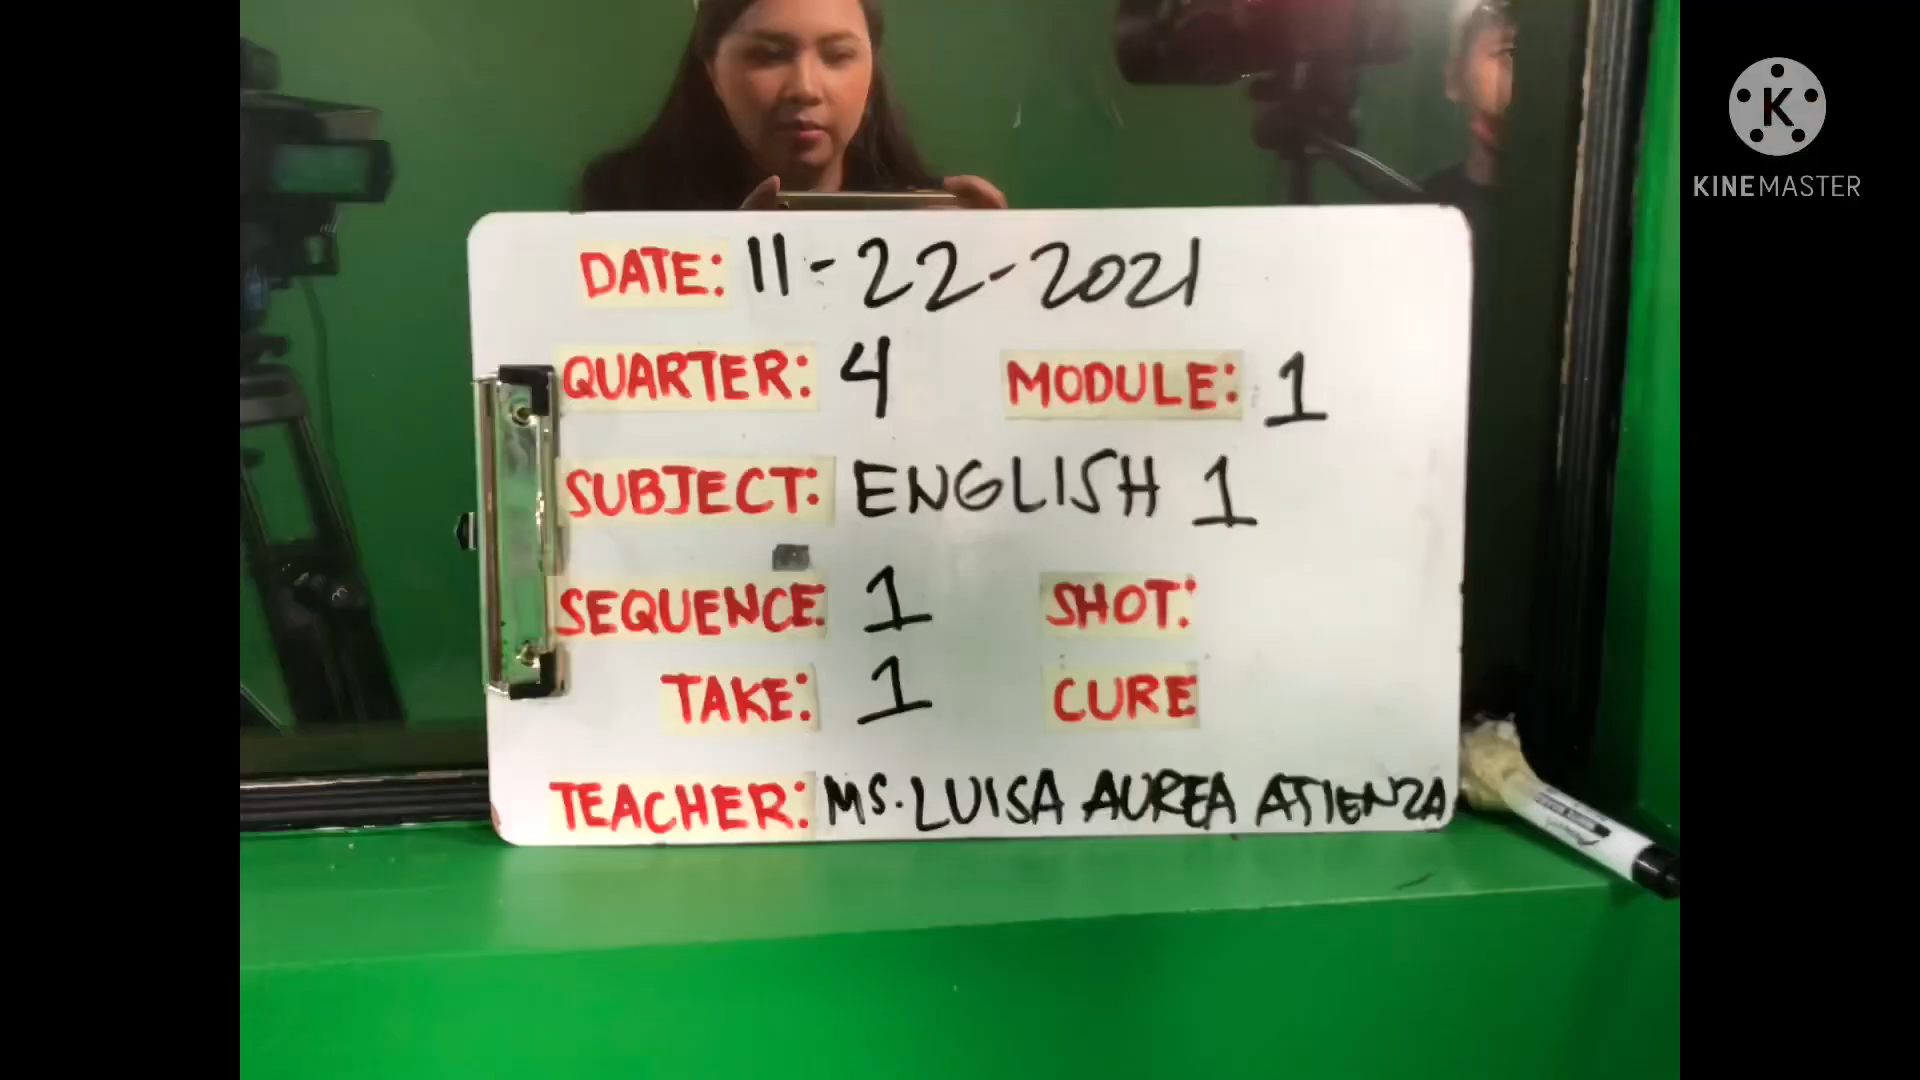 DATE: 11-22-2021
QUARTER: 4 MODULE: 1
SUBJECT: ENGLISH 1
SEQUENCE: 1 SHOT:
TAKE: 1 CURE
TEACHER: MS. LUISA AUREA ATIENZA
K
KINEMASTER